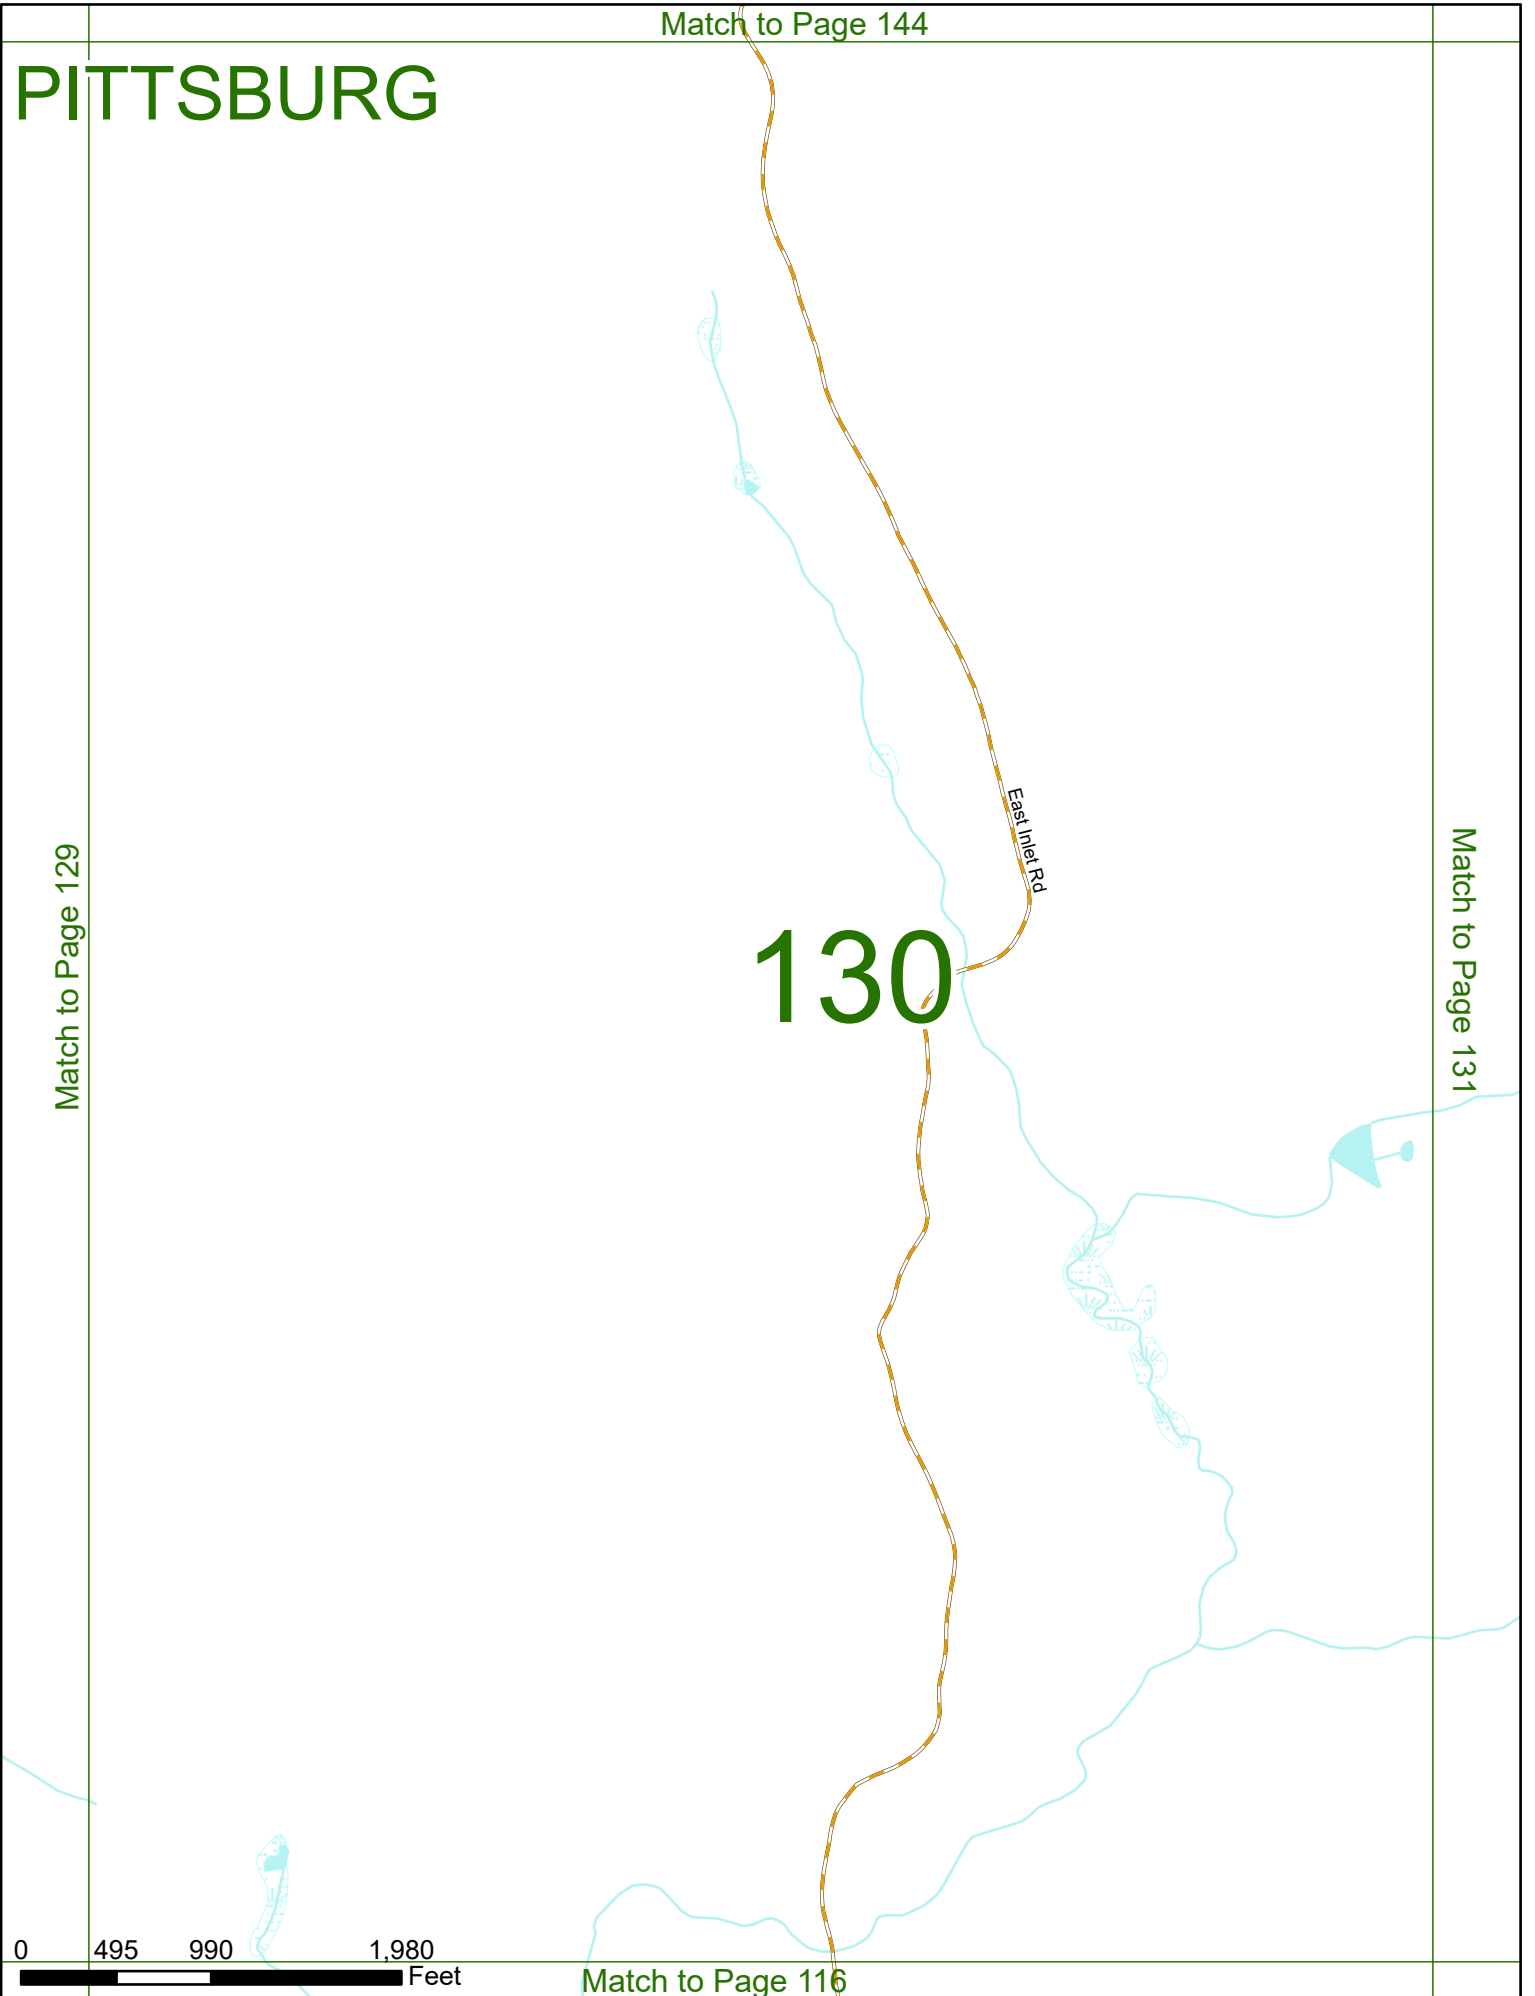 Match to Page 144
PITTSBURG
East Inlet Rd
Match to Page 129
130
Match to Page 131
0 495 990 1,980
Feet
Match to Page 116